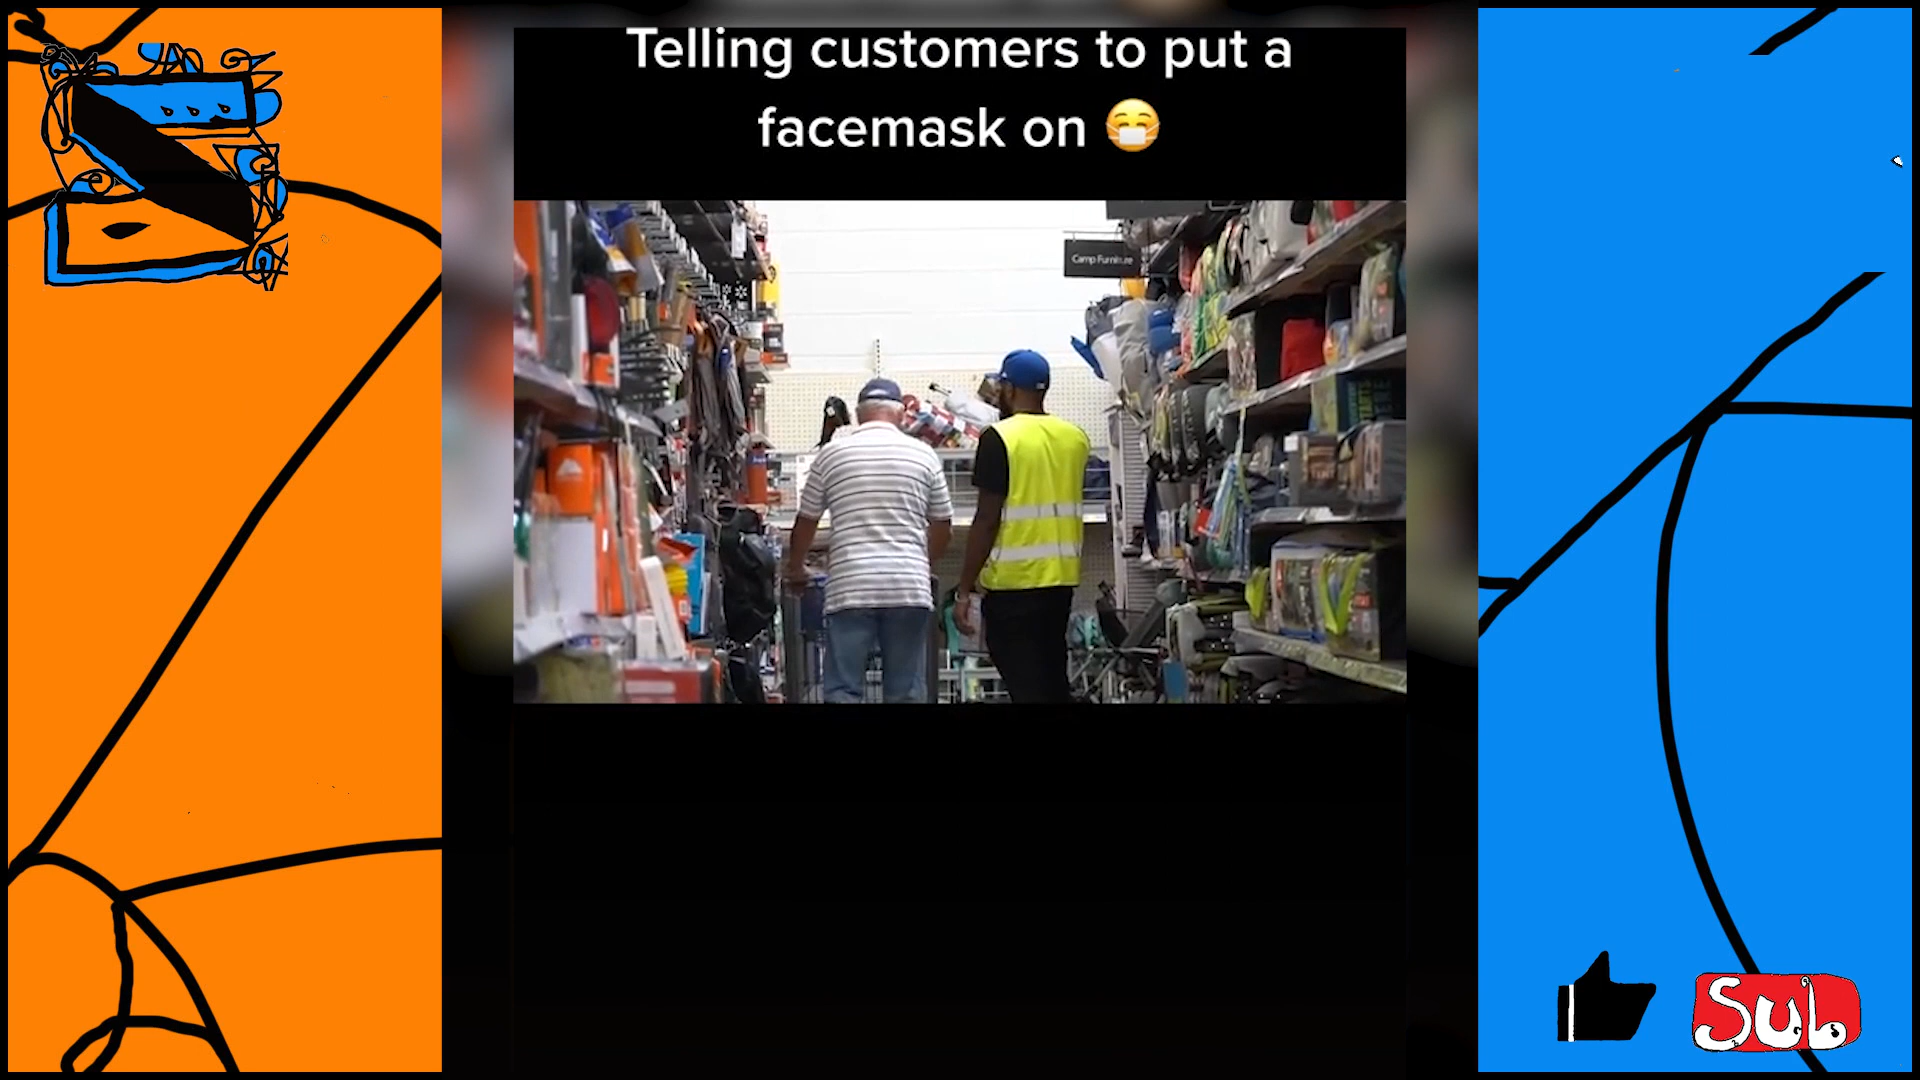 Telling customers to put a
facemask on 😷
Camp Furniture
Sub